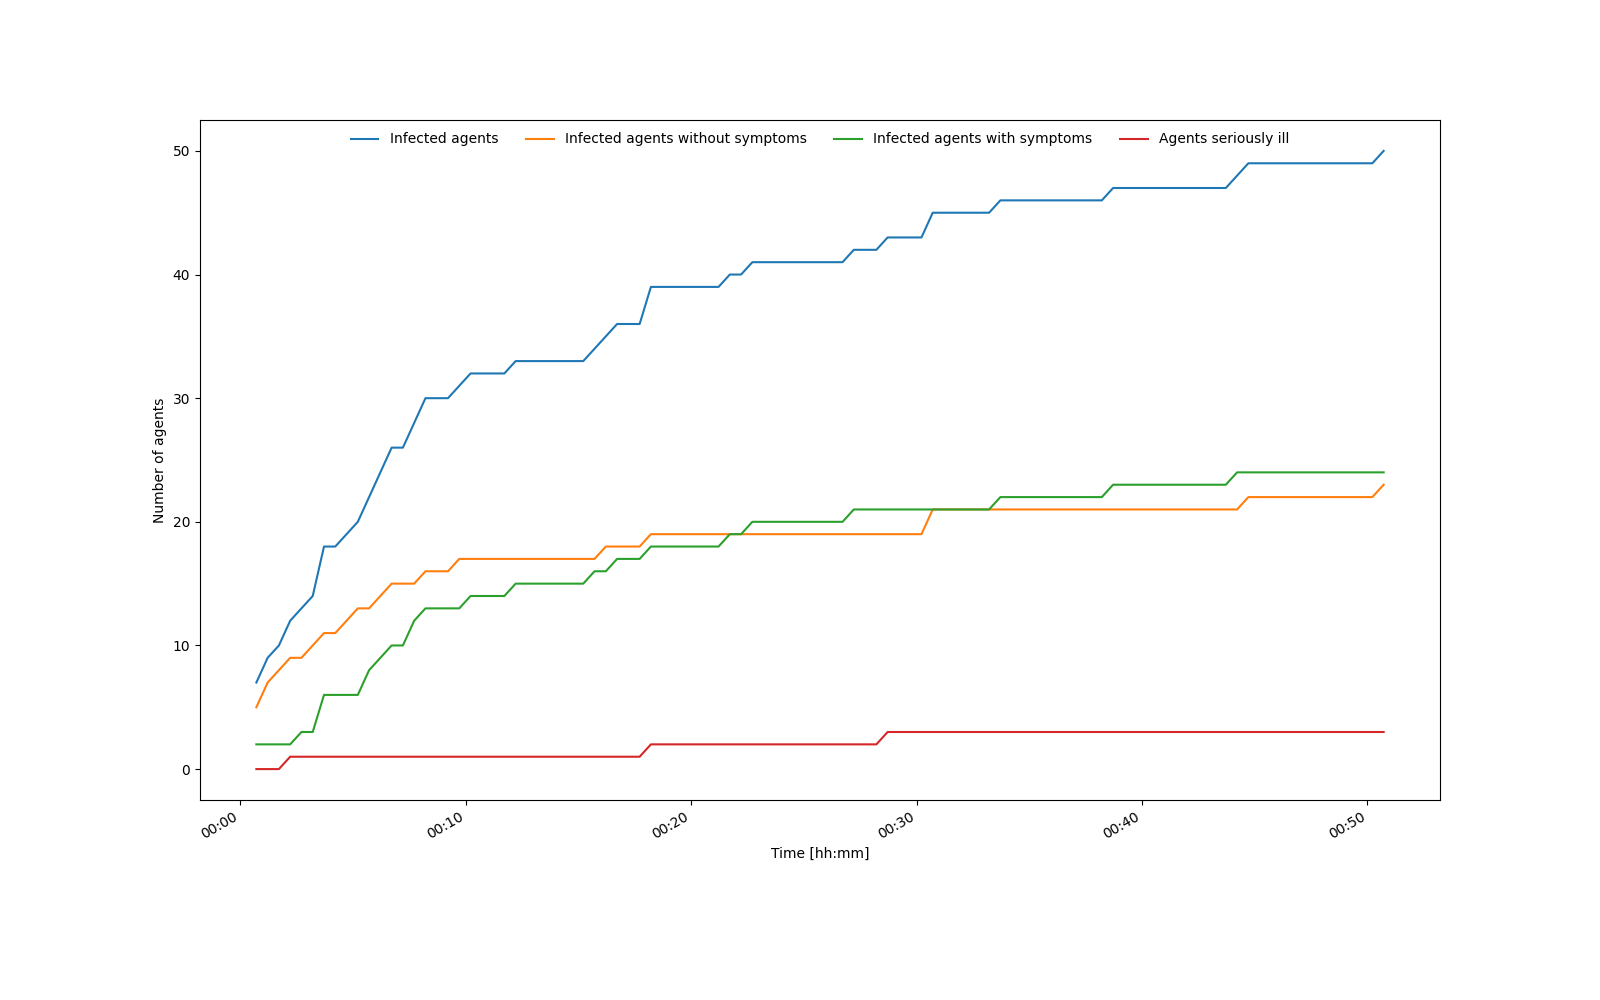 Infected agents Infected agents without symptoms Infected agents with symptoms Agents seriously ill
50
40
30
20
10
0
Number of agents
00:00 00:10 00:20 00:30 00:40 00:50
Time [hh:mm]